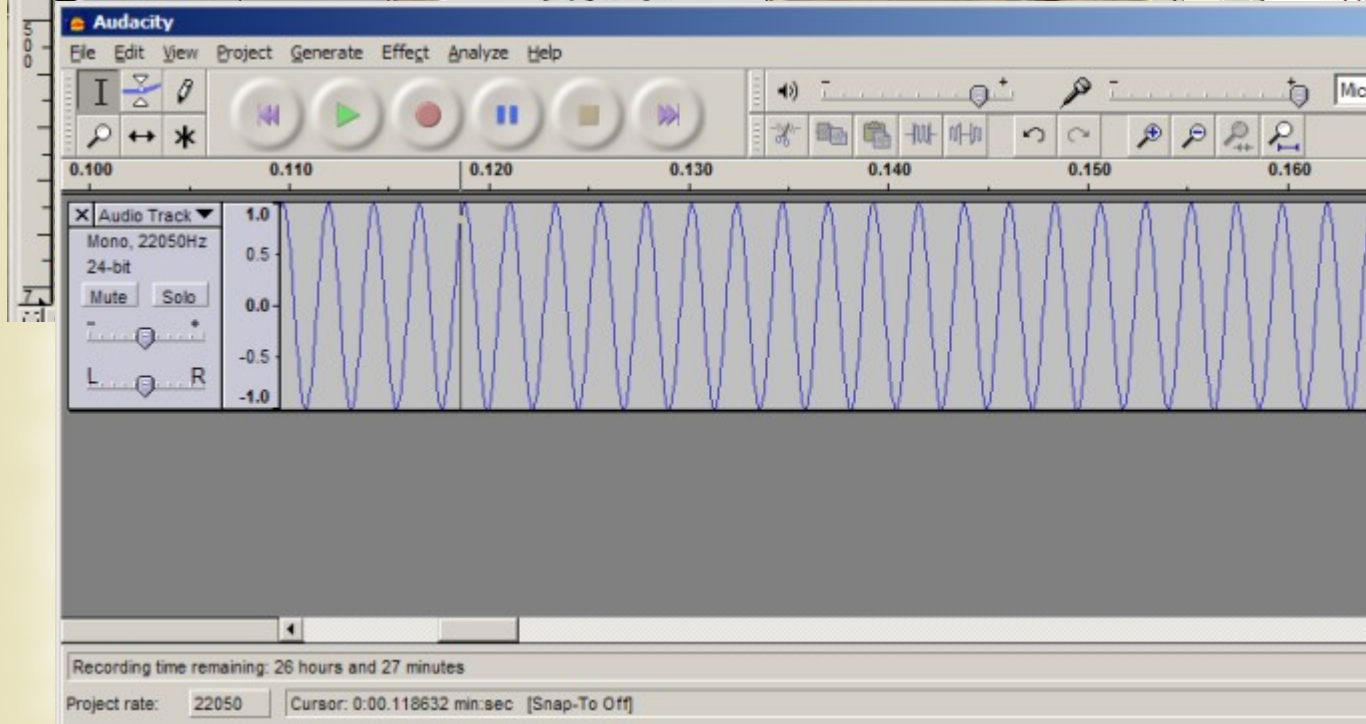 500
Audacity
File Edit View Project Generate Effect Analyze Help
Mic
0.100 0.110 0.120 0.130 0.140 0.150 0.160
X Audio Track
Mono, 22050Hz
24-bit
Mute Solo
- +
L R
1.0
0.5
0.0
-0.5
-1.0
7
Recording time remaining: 26 hours and 27 minutes
Project rate: 22050 Cursor: 0:00.118632 min:sec [Snap-To Off]